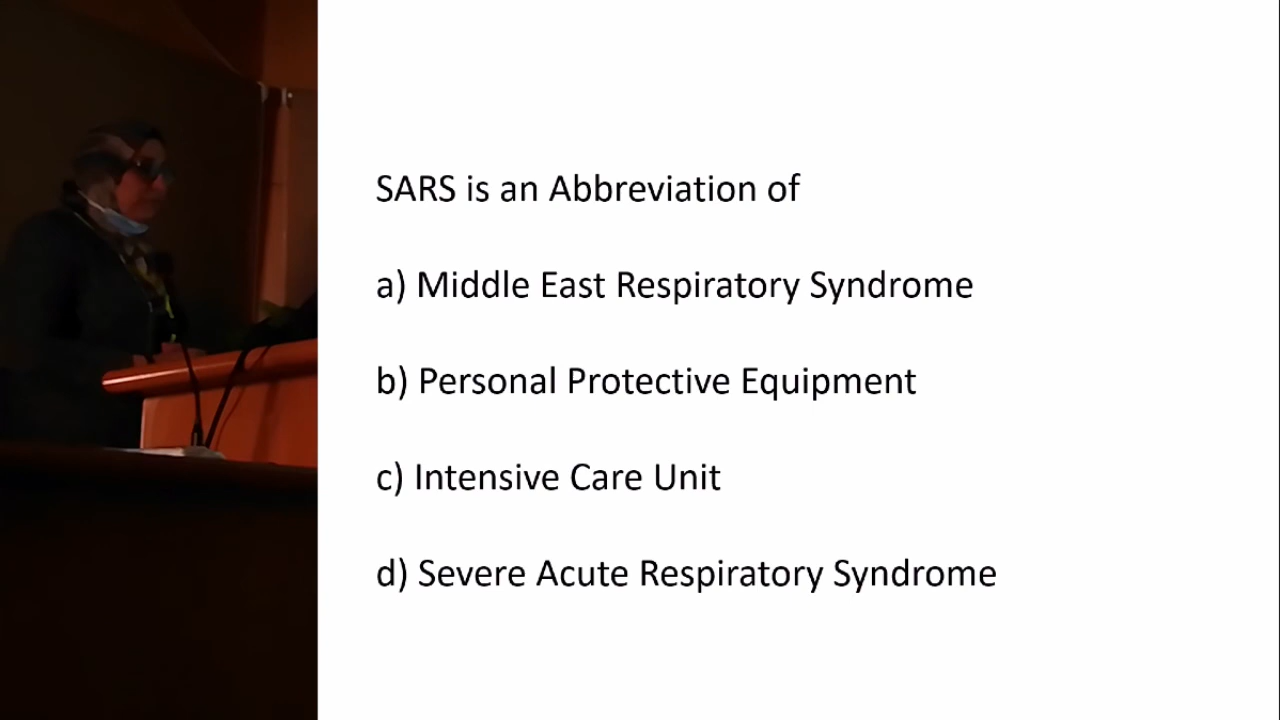 SARS is an Abbreviation of
a) Middle East Respiratory Syndrome
b) Personal Protective Equipment
c) Intensive Care Unit
d) Severe Acute Respiratory Syndrome